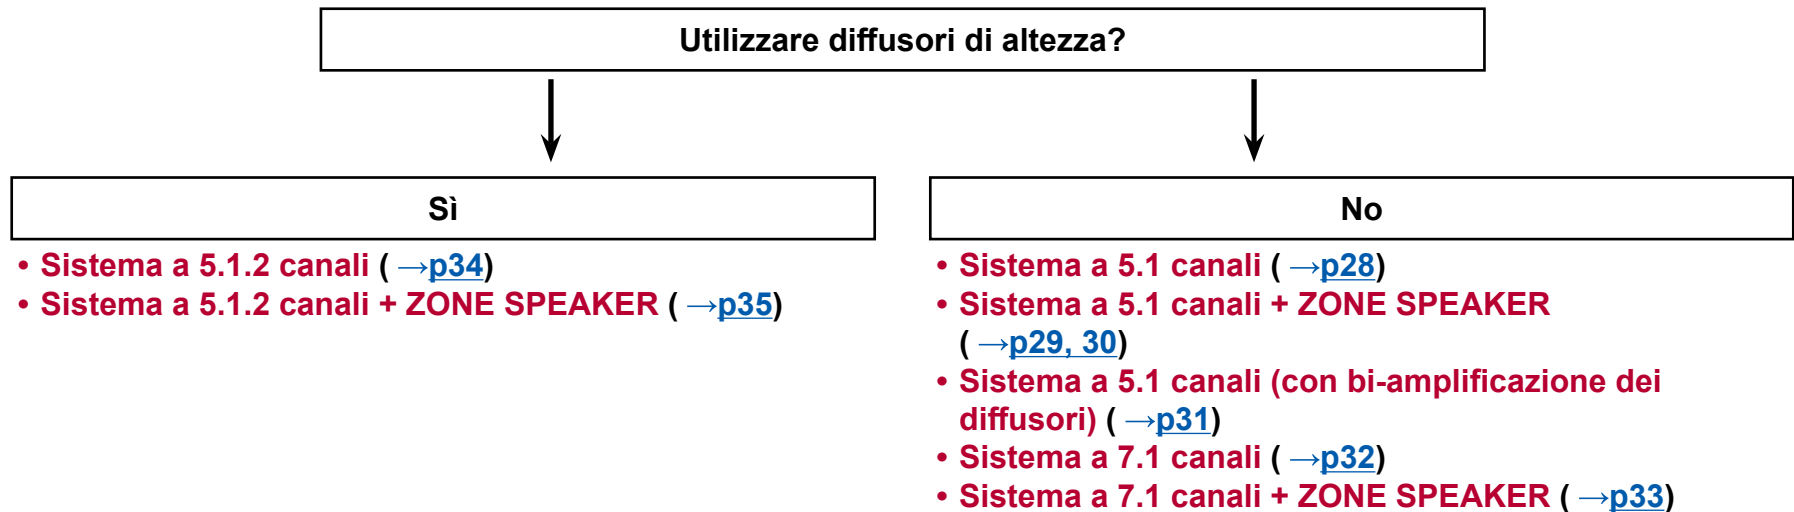 Utilizzare diffusori di altezza?
Sì
• Sistema a 5.1.2 canali ( →p34)
• Sistema a 5.1.2 canali + ZONE SPEAKER ( →p35)
No
• Sistema a 5.1 canali ( →p28)
• Sistema a 5.1 canali + ZONE SPEAKER
( →p29, 30)
• Sistema a 5.1 canali (con bi-amplificazione dei
diffusori) ( →p31)
• Sistema a 7.1 canali ( →p32)
• Sistema a 7.1 canali + ZONE SPEAKER ( →p33)